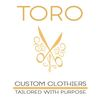 TORO
CUSTOM CLOTHIERS
TAILORED WITH PURPOSE